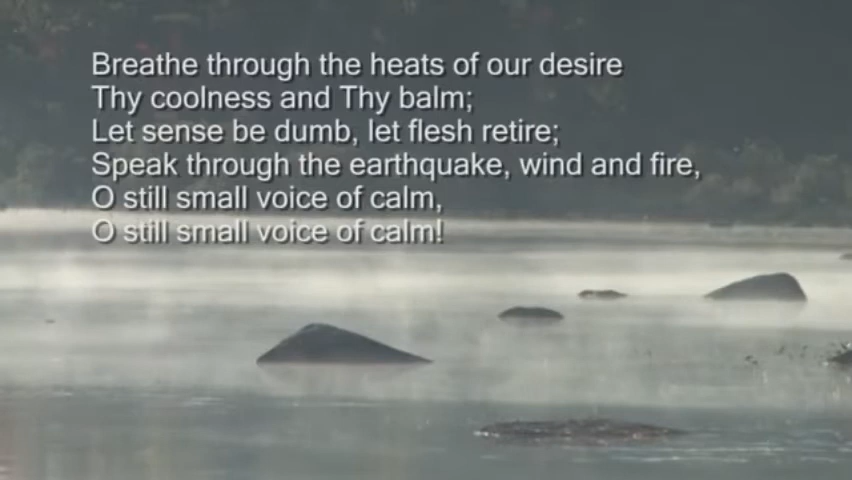 Breathe through the heats of our desire
Thy coolness and Thy balm;
Let sense be dumb, let flesh retire;
Speak through the earthquake, wind and fire,
O still small voice of calm,
O still small voice of calm!